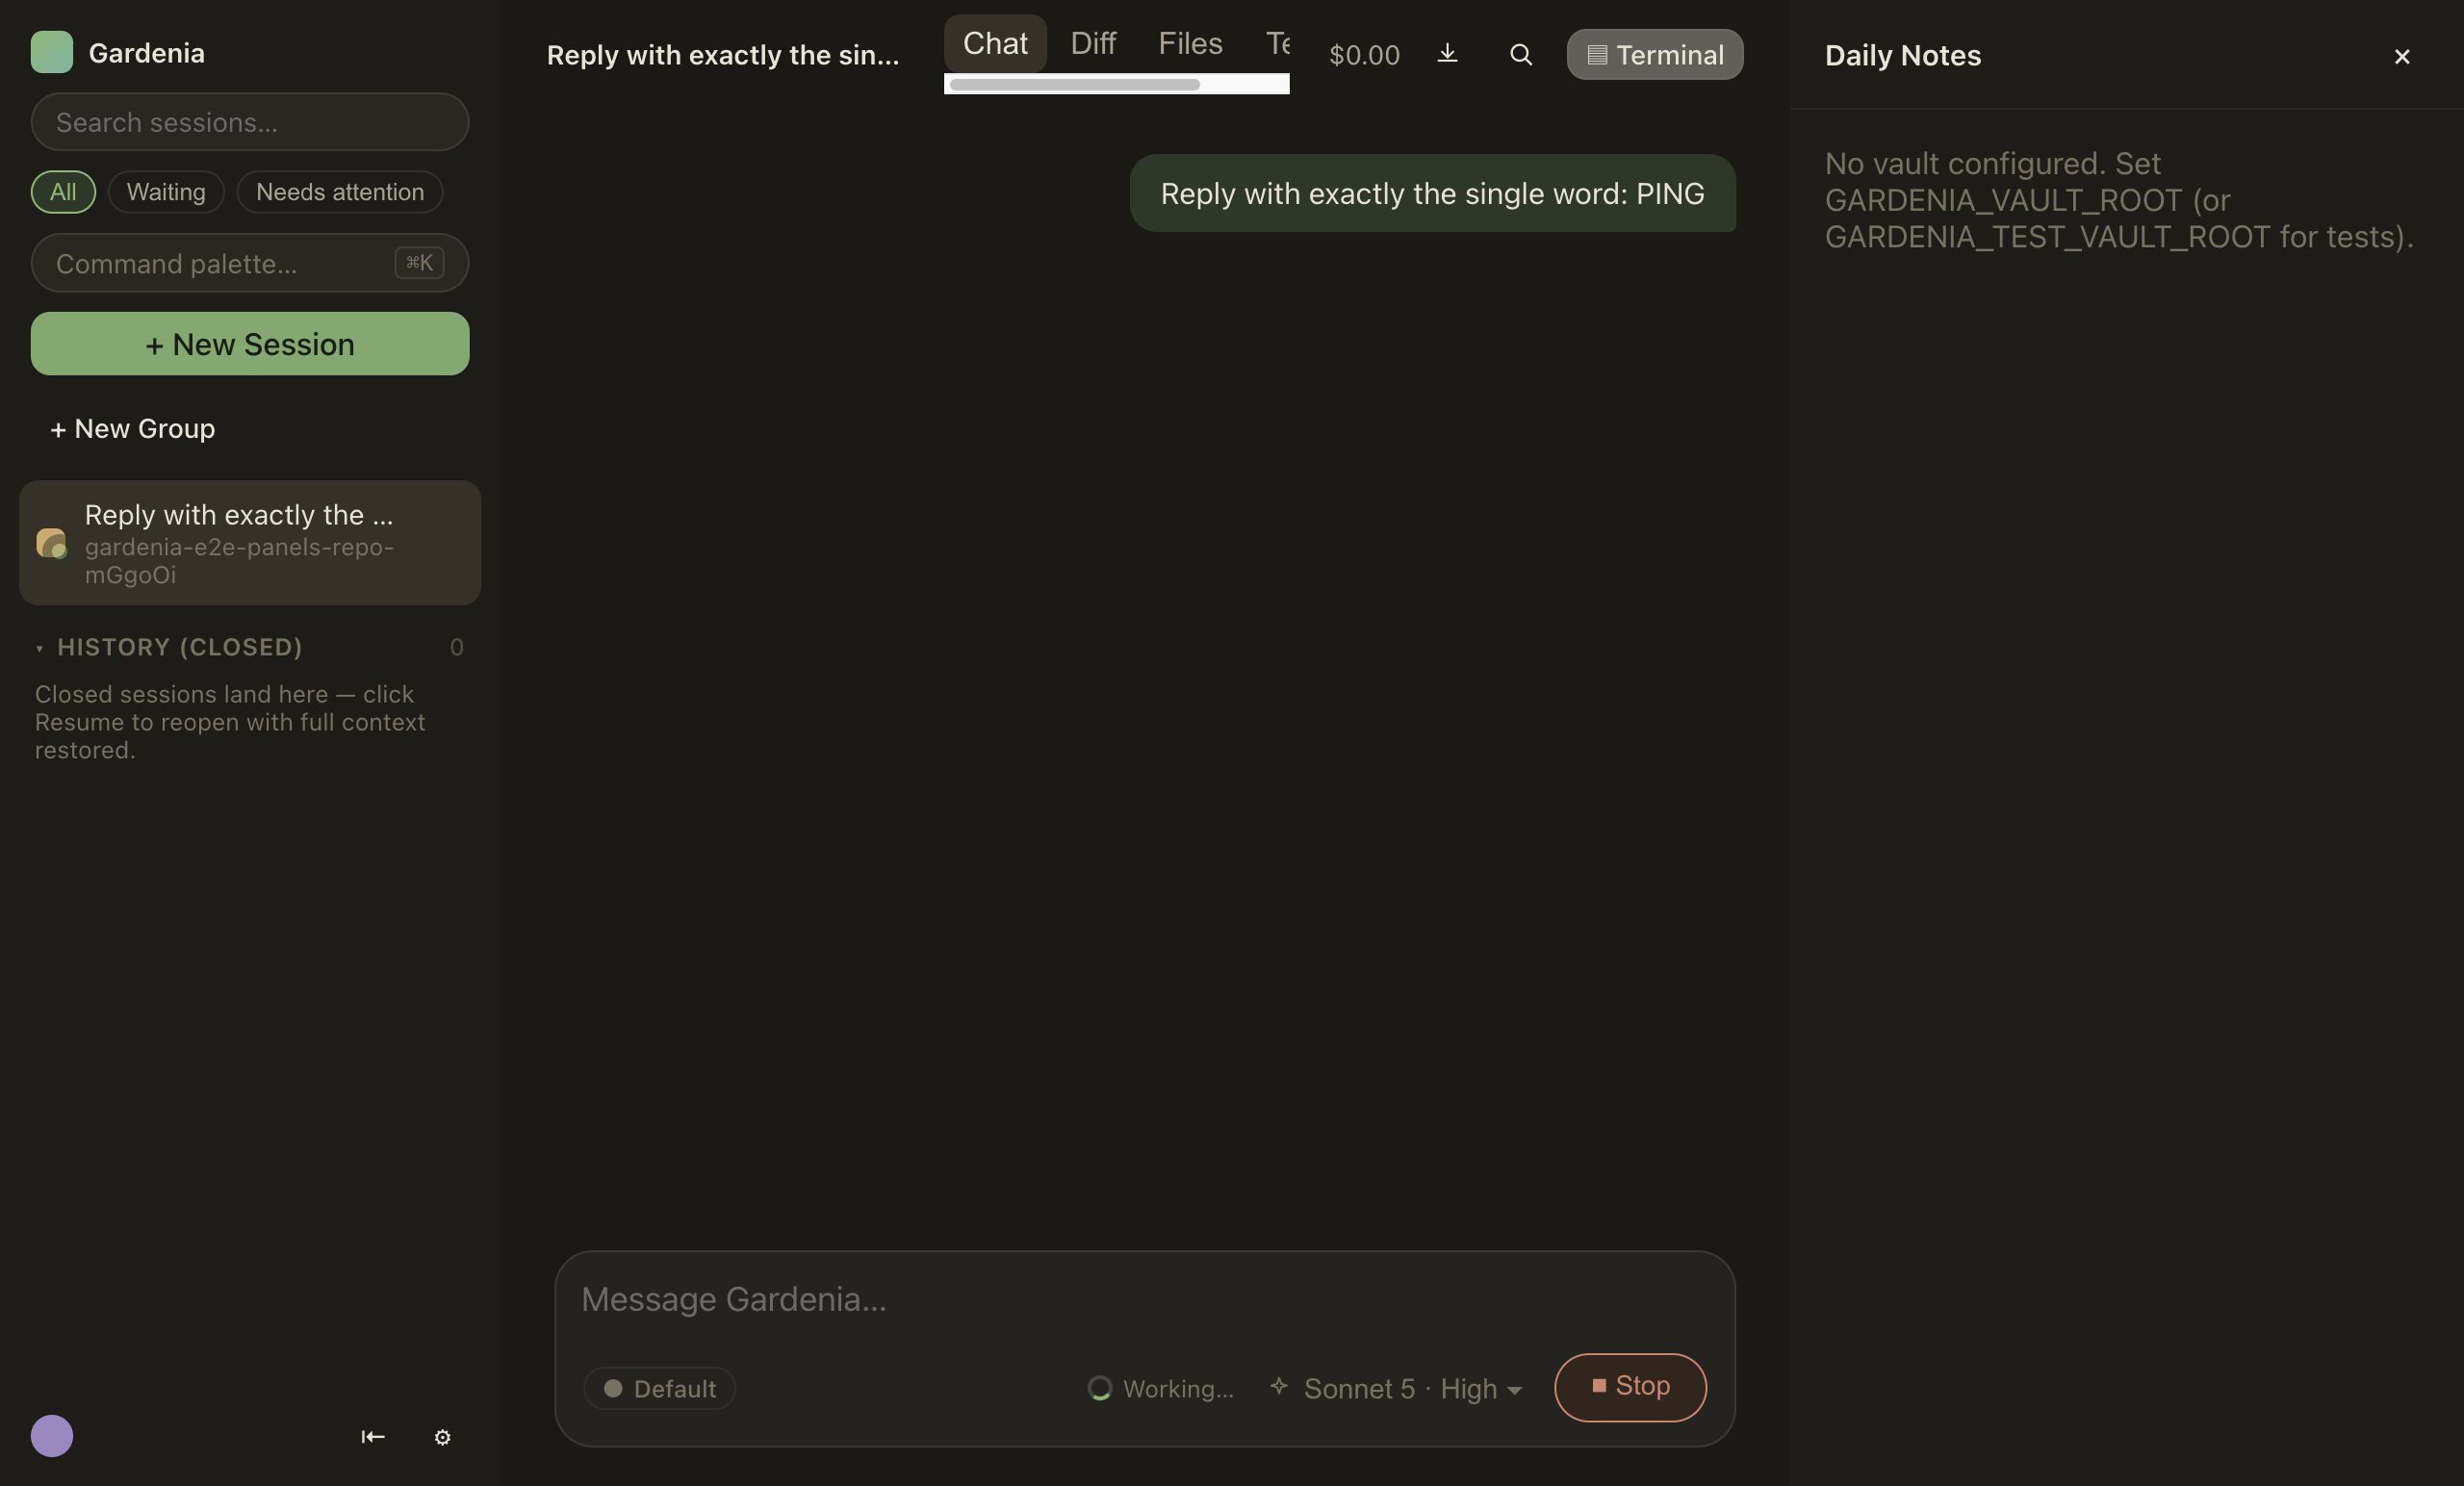 Gardenia
Search sessions...
All
Waiting
Needs attention
Command palette...
⌘K
+ New Session
+ New Group
Reply with exactly the ...
gardenia-e2e-panels-repo-
mGgoOi
HISTORY (CLOSED)
0
Closed sessions land here — click
Resume to reopen with full context
restored.
Reply with exactly the sin...
Chat
Diff
Files
Te
$0.00
Terminal
Reply with exactly the single word: PING
Message Gardenia...
Default
Working...
Sonnet 5 · High
Stop
Daily Notes
No vault configured. Set
GARDENIA_VAULT_ROOT (or
GARDENIA_TEST_VAULT_ROOT for tests).